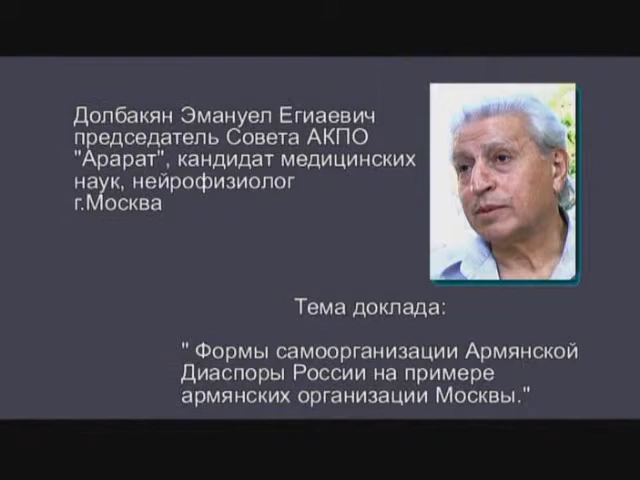 Долбакян Эмануел Егиаевич
председатель Совета АКПО
"Арарат", кандидат медицинских
наук, нейрофизиолог
г.Москва
Тема доклада:
" Формы самоорганизации Армянской
Диаспоры России на примере
армянских организации Москвы."